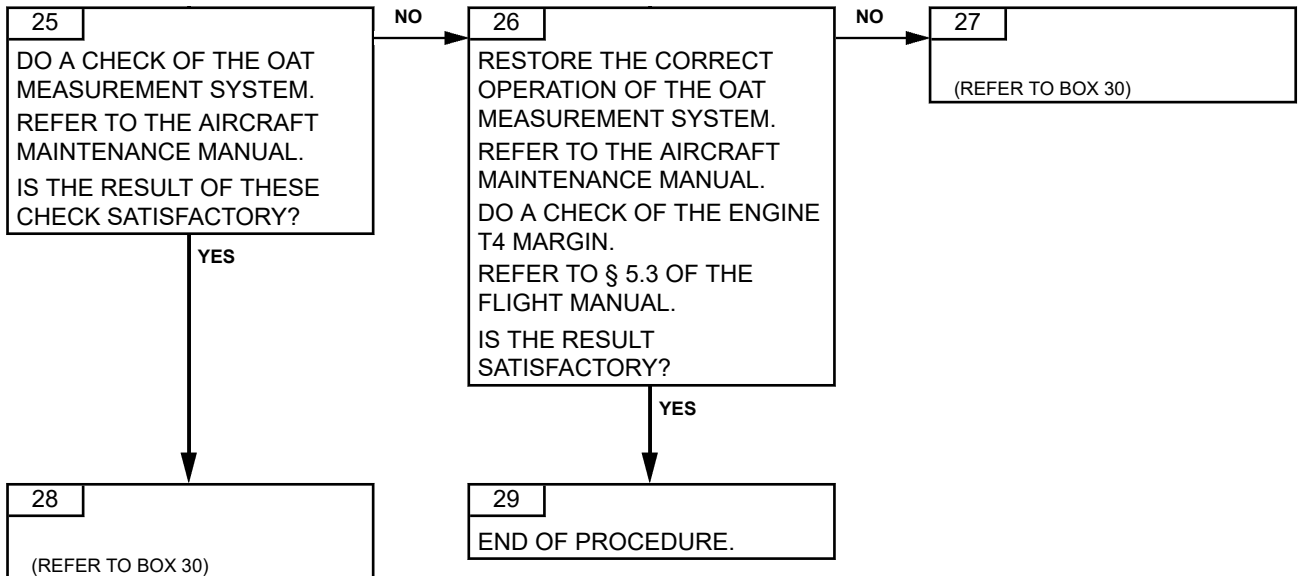 25
DO A CHECK OF THE OAT
MEASUREMENT SYSTEM.
REFER TO THE AIRCRAFT
MAINTENANCE MANUAL.
IS THE RESULT OF THESE
CHECK SATISFACTORY?
NO
26
RESTORE THE CORRECT
OPERATION OF THE OAT
MEASUREMENT SYSTEM.
REFER TO THE AIRCRAFT
MAINTENANCE MANUAL.
DO A CHECK OF THE ENGINE
T4 MARGIN.
REFER TO § 5.3 OF THE
FLIGHT MANUAL.
IS THE RESULT
SATISFACTORY?
NO
27
(REFER TO BOX 30)
YES
YES
28
(REFER TO BOX 30)
29
END OF PROCEDURE.